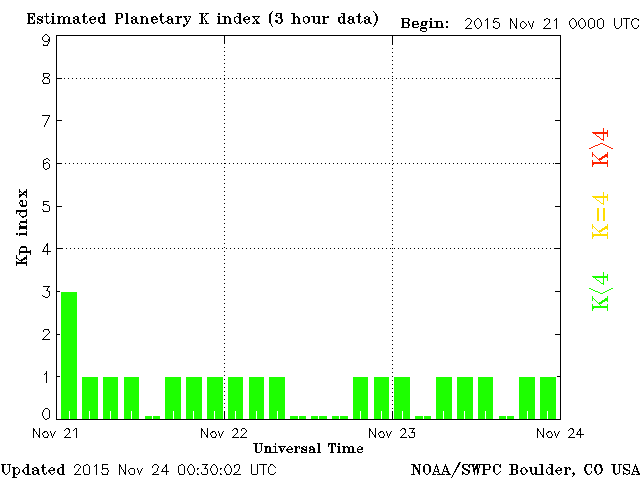 Estimated Planetary K index (3 hour data) Begin: 2015 Nov 21 0000 UTC
9
8
7
6
5
4
3
2
1
0
Kp index
K>4
K=4
K<4
Nov 21 Nov 22 Nov 23 Nov 24
Universal Time
Updated 2015 Nov 24 00:30:02 UTC NOAA/SWPC Boulder, CO USA